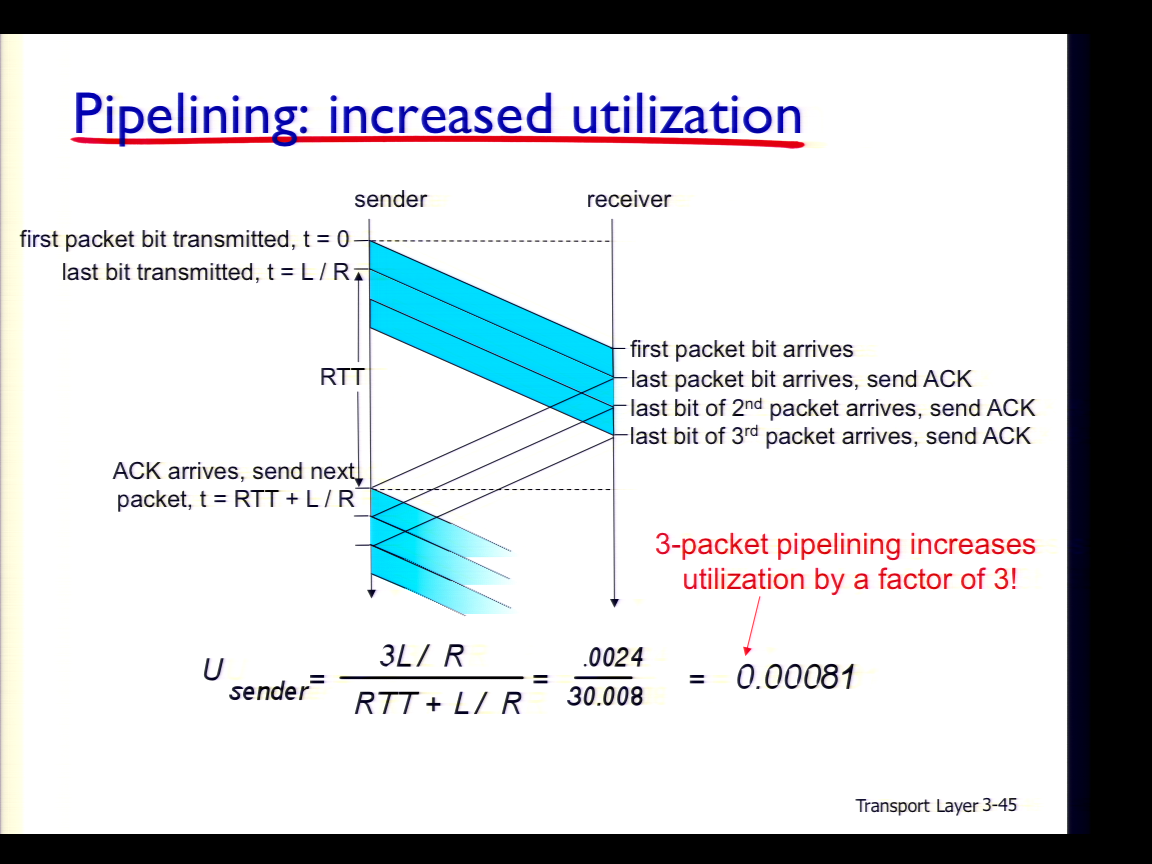 Pipelining: increased utilization
sender
receiver
first packet bit transmitted, t = 0
last bit transmitted, t = L / R
RTT
first packet bit arrives
last packet bit arrives, send ACK
last bit of 2nd packet arrives, send ACK
last bit of 3rd packet arrives, send ACK
ACK arrives, send next
packet, t = RTT + L / R
3-packet pipelining increases
utilization by a factor of 3!
U sender = 3L / R / RTT + L / R = .0024 / 30.008 = 0.00081
Transport Layer 3-45